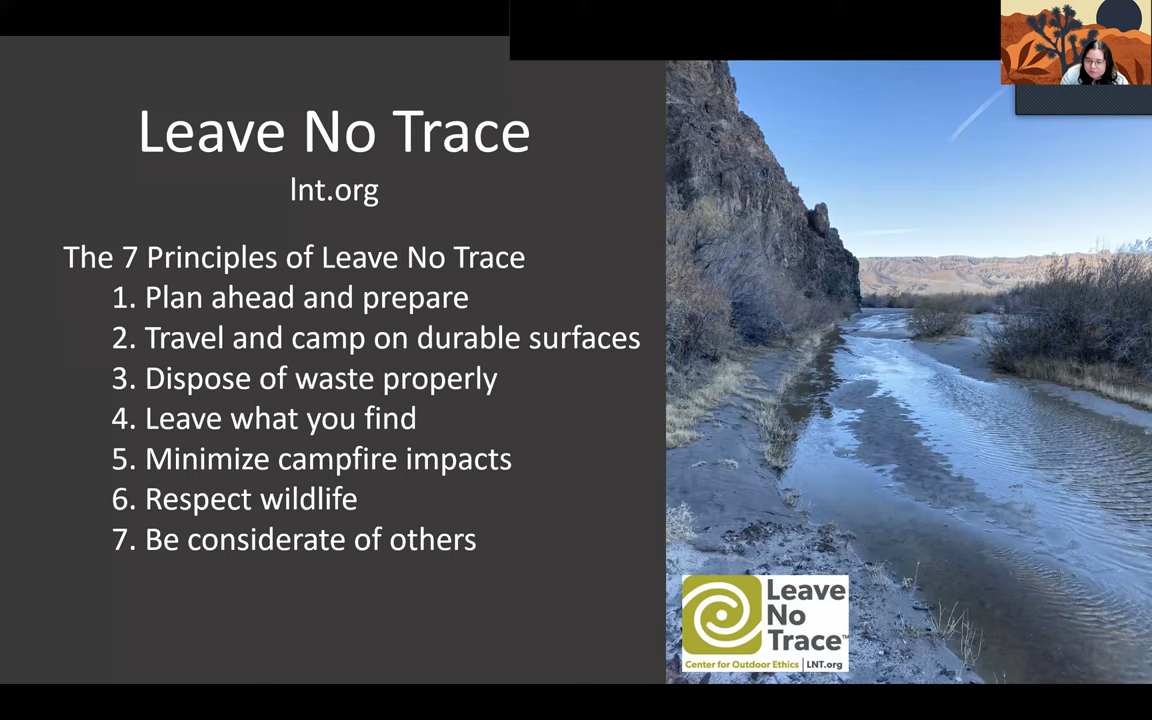 Leave No Trace
lnt.org
The 7 Principles of Leave No Trace
1. Plan ahead and prepare
2. Travel and camp on durable surfaces
3. Dispose of waste properly
4. Leave what you find
5. Minimize campfire impacts
6. Respect wildlife
7. Be considerate of others
Leave
No
Trace™
Center for Outdoor Ethics | LNT.org